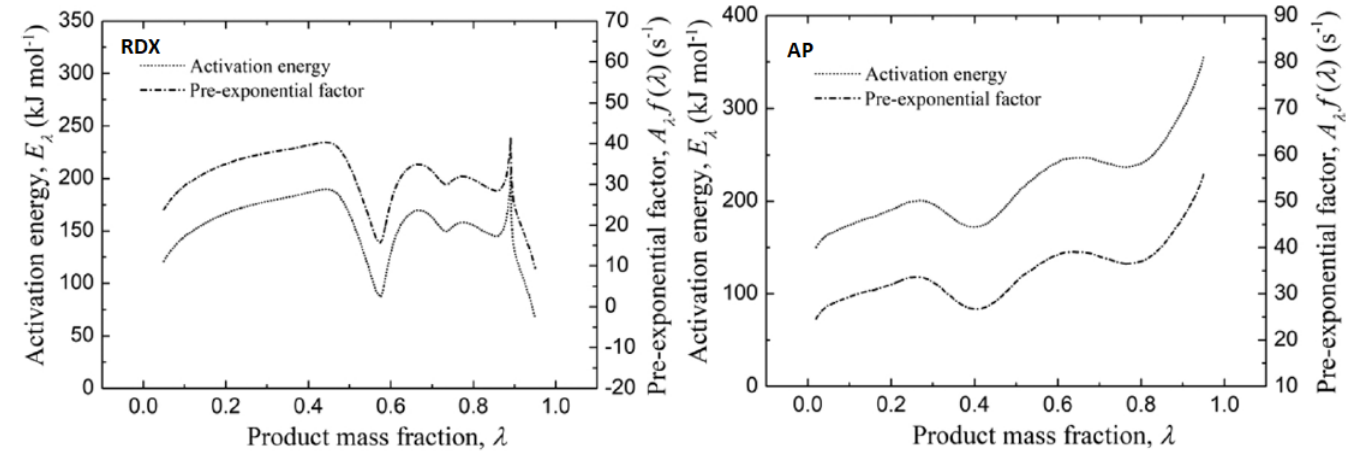 RDX
Activation energy
Pre-exponential factor
350
300
250
200
150
100
50
0
Activation energy, E_λ (kJ mol⁻¹)
70
60
50
40
30
20
10
0
-10
-20
Pre-exponential factor, A_λ f(λ) (s⁻¹)
0.0 0.2 0.4 0.6 0.8 1.0
Product mass fraction, λ
AP
Activation energy
Pre-exponential factor
400
300
200
100
0
Activation energy, E_λ (kJ mol⁻¹)
90
80
70
60
50
40
30
20
10
Pre-exponential factor, A_λ f(λ) (s⁻¹)
0.0 0.2 0.4 0.6 0.8 1.0
Product mass fraction, λ